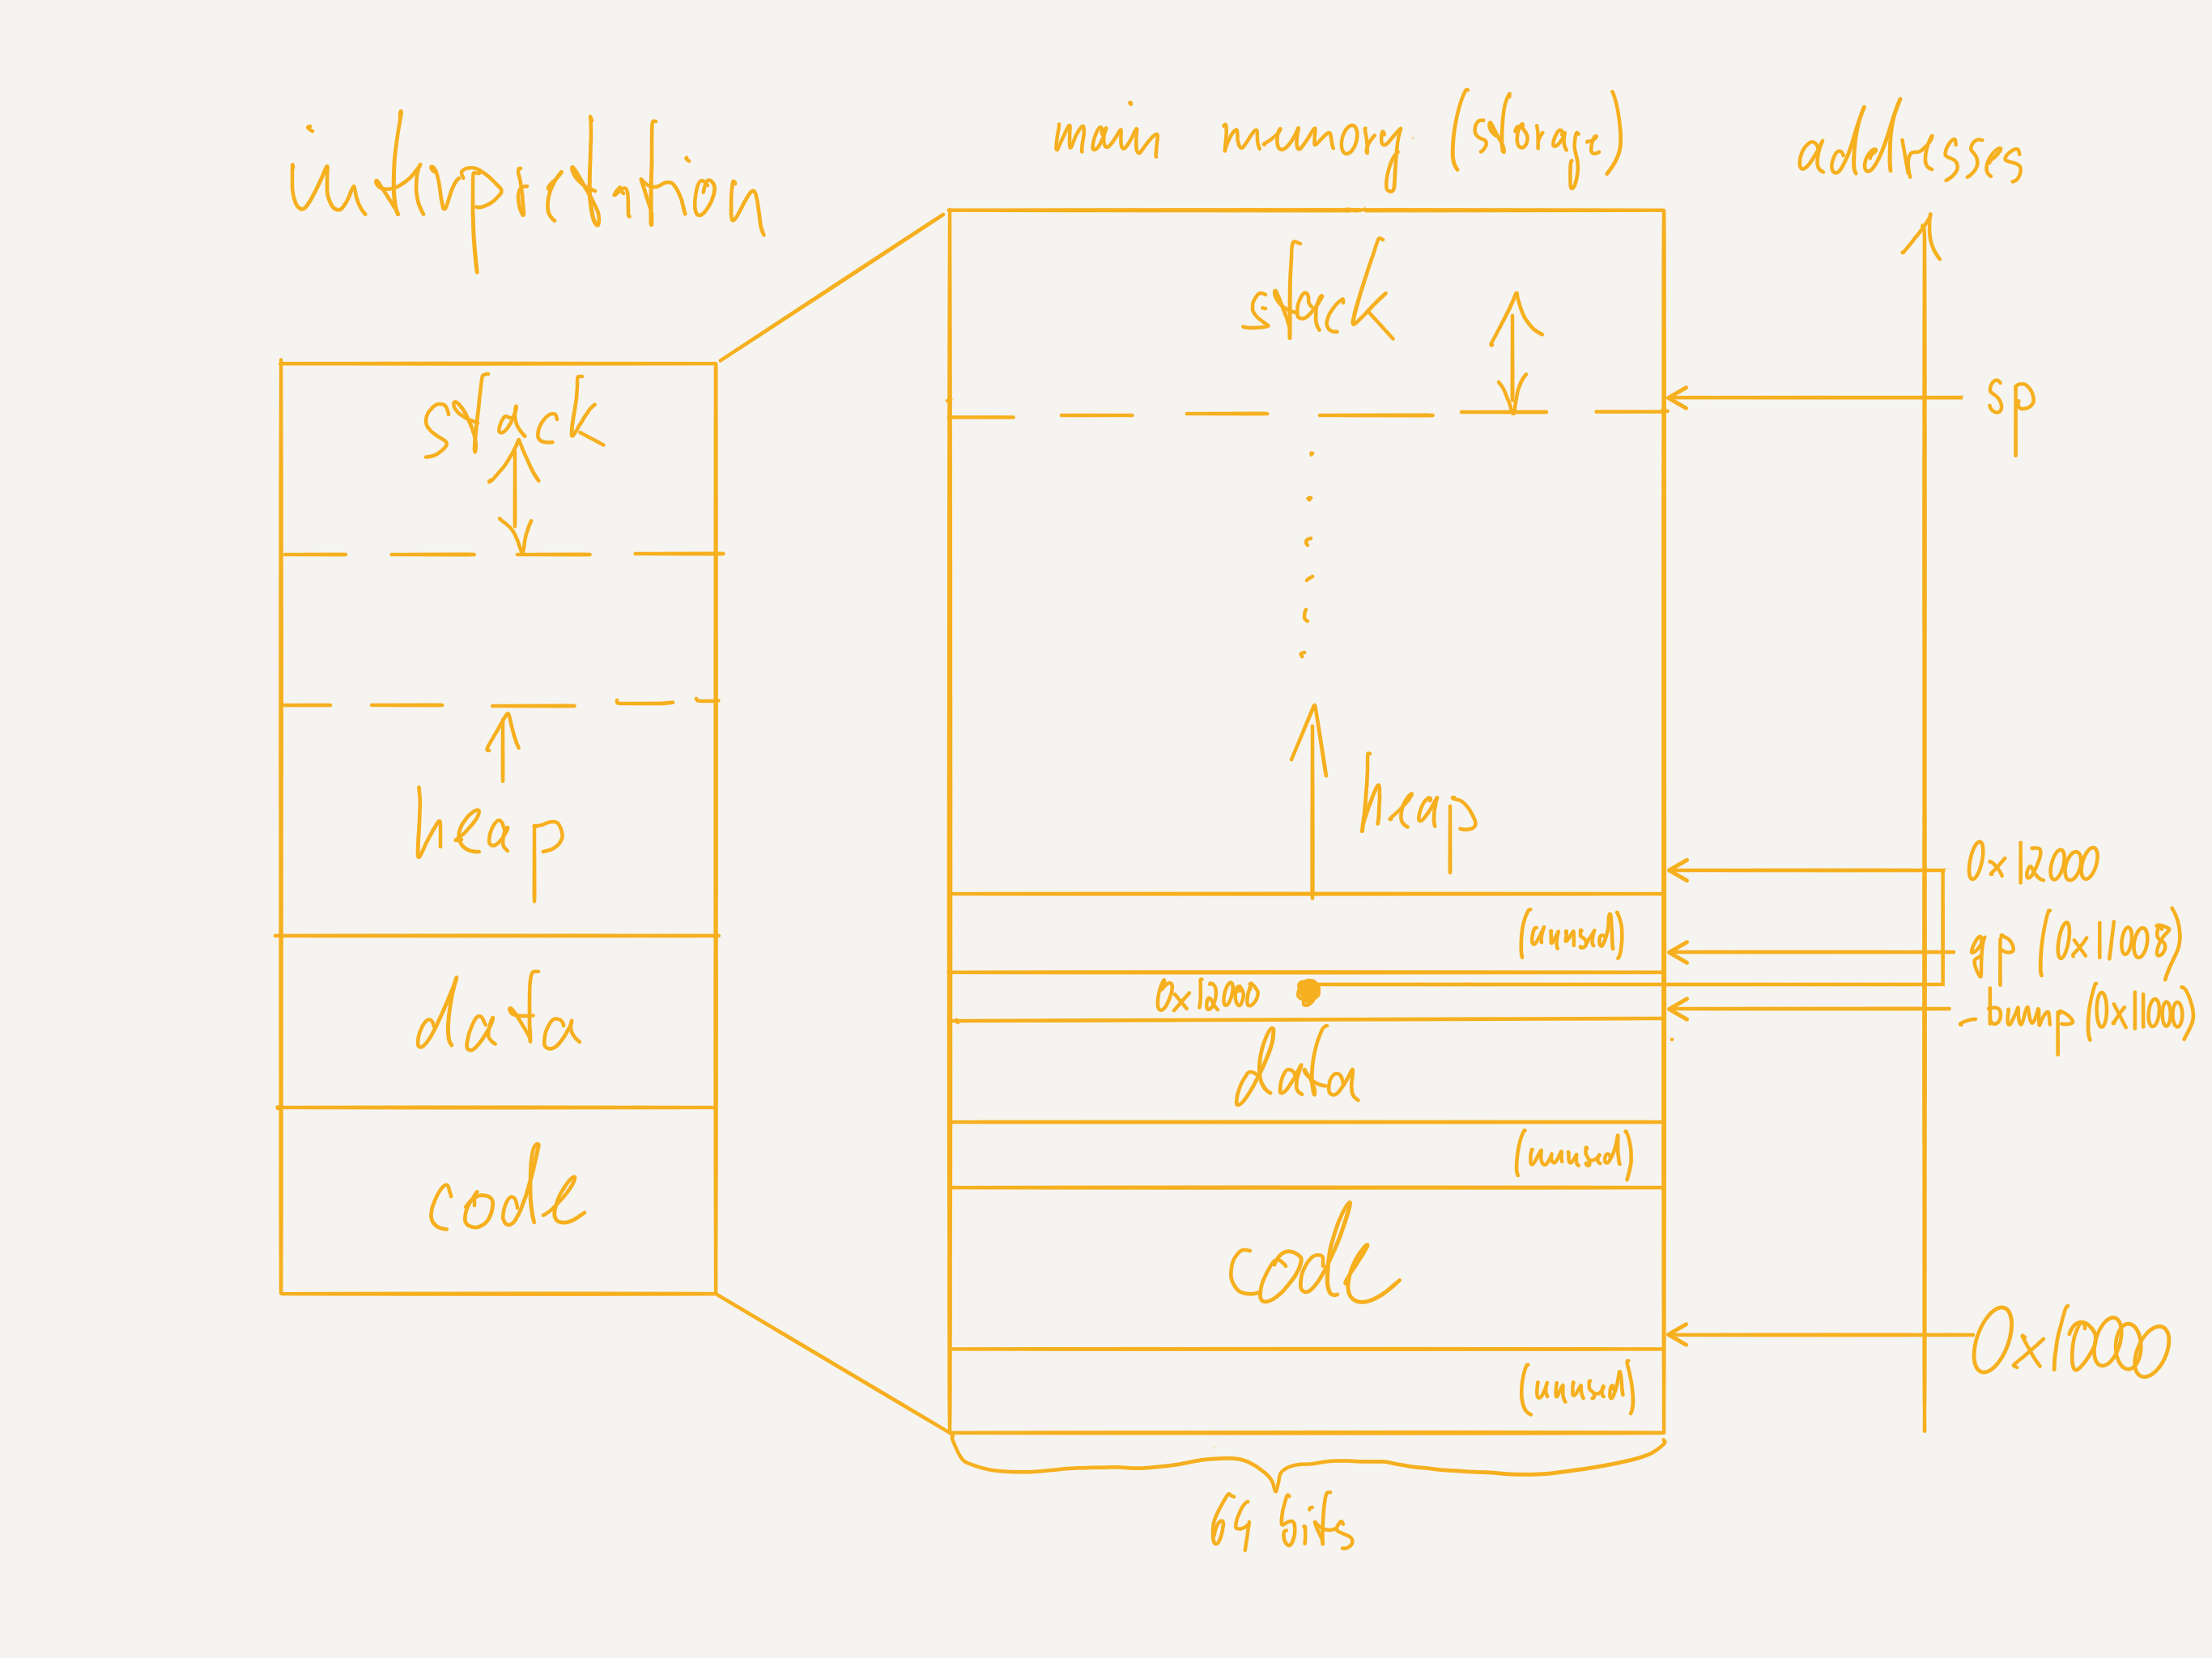 interpretation
main memory (storage)
addresses
stack
sp
stack
heap
heap
0x12000
(unused)
gp (0x11008)
0x12000
_bump (0x11000)
data
data
(unused)
code
code
0x10000
(unused)
64 bits